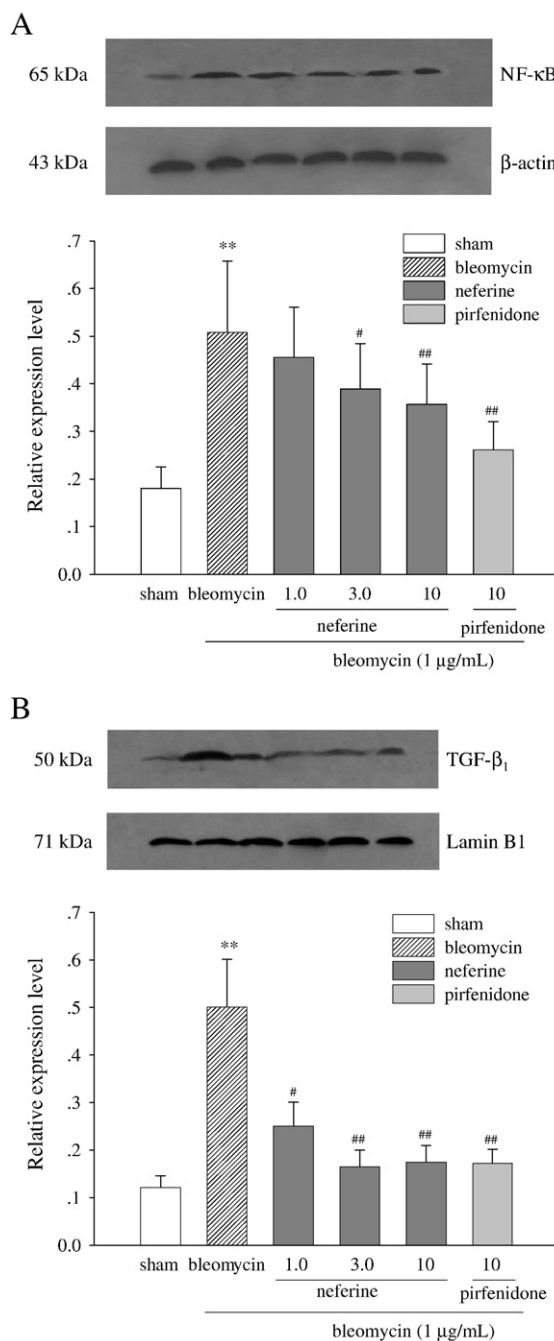 A
65 kDa NF-κB
43 kDa β-actin
.7
.6
.5
.4
.3
.2
.1
0.0
Relative expression level
**
#
##
##
sham
bleomycin
neferine
pirfenidone
sham bleomycin 1.0 3.0 10 10
neferine pirfenidone
bleomycin (1 μg/mL)
B
50 kDa TGF-β₁
71 kDa Lamin B1
.7
.6
.5
.4
.3
.2
.1
0.0
Relative expression level
**
#
##
##
##
sham
bleomycin
neferine
pirfenidone
sham bleomycin 1.0 3.0 10 10
neferine pirfenidone
bleomycin (1 μg/mL)